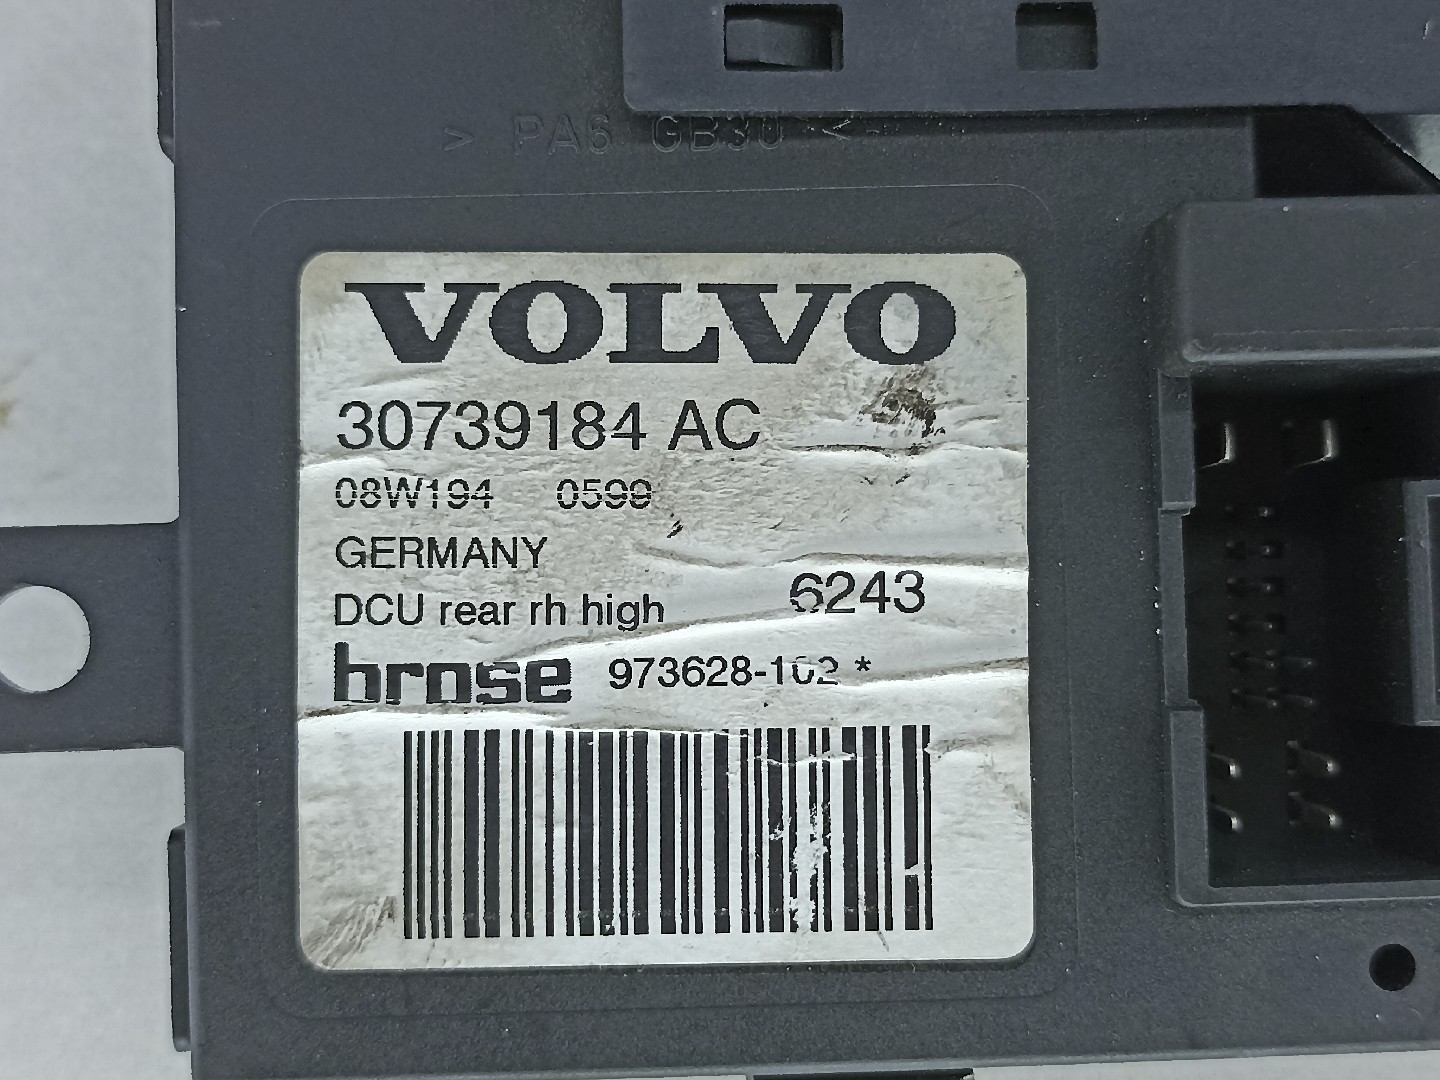 > PA6 GB30 <
VOLVO
30739184 AC
08W194 0599
GERMANY
DCU rear rh high 6243
brose 973628-102 *